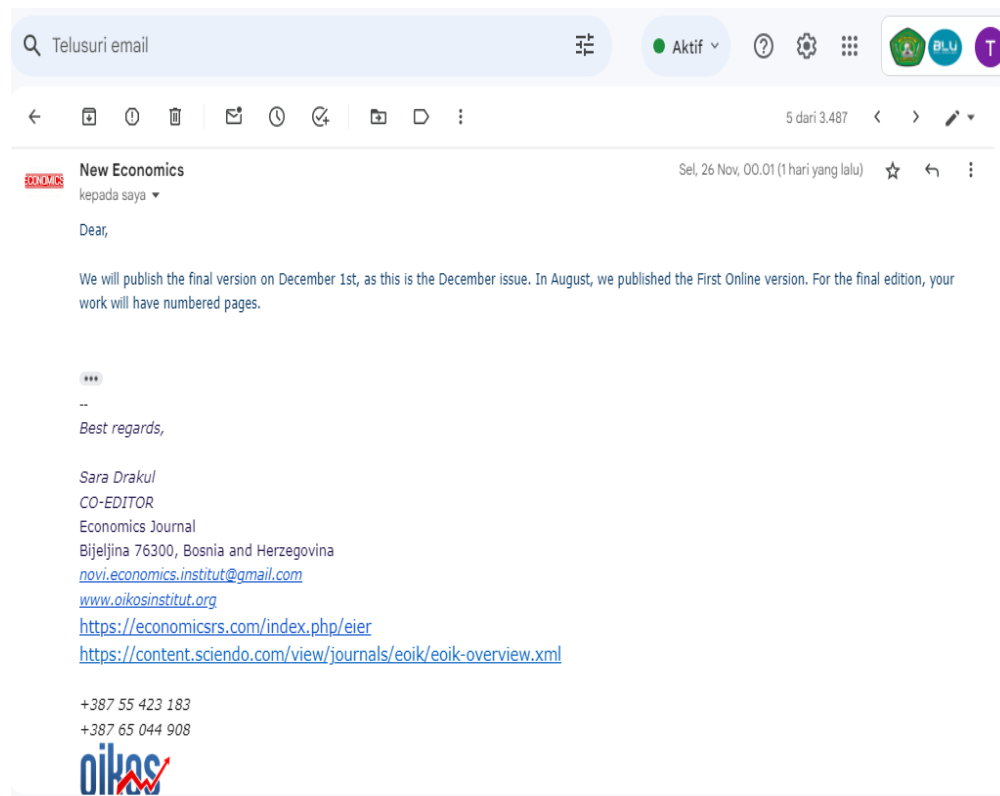 Telusuri email
Aktif
BLU
T
5 dari 3.487
ECONOMICS
New Economics
Sel, 26 Nov, 00.01 (1 hari yang lalu)
kepada saya
Dear,
We will publish the final version on December 1st, as this is the December issue. In August, we published the First Online version. For the final edition, your
work will have numbered pages.
--
Best regards,
Sara Drakul
CO-EDITOR
Economics Journal
Bijeljina 76300, Bosnia and Herzegovina
novi.economics.institut@gmail.com
www.oikosinstitut.org
https://economicsrs.com/index.php/eier
https://content.sciendo.com/view/journals/eoik/eoik-overview.xml
+387 55 423 183
+387 65 044 908
oikos